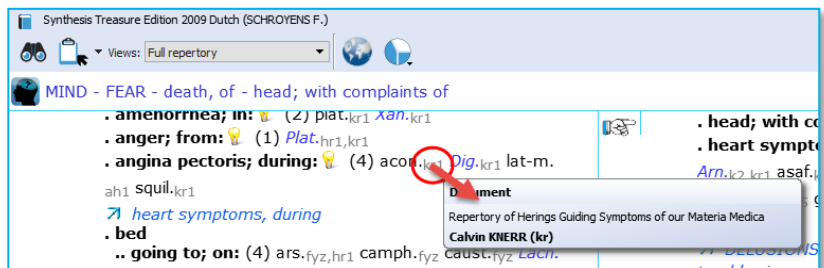 Synthesis Treasure Edition 2009 Dutch (SCHROYENS F.)
Views: Full repertory
MIND - FEAR - death, of - head; with complaints of
. amenorrhea; in: (2) plat.kr1 Xan.kr1
. anger; from: (1) Plat.hr1,kr1
. angina pectoris; during: (4) acon.kr1 Dig.kr1 lat-m.
ah1 squil.kr1
heart symptoms, during
. bed
.. going to; on: (4) ars.fyz,hr1 camph.fyz caust.fyz Lach.
Document
Repertory of Herings Guiding Symptoms of our Materia Medica
Calvin KNERR (kr)
. head; with
. heart
Arn.k2 kr1 asaf.
DELUSIONS